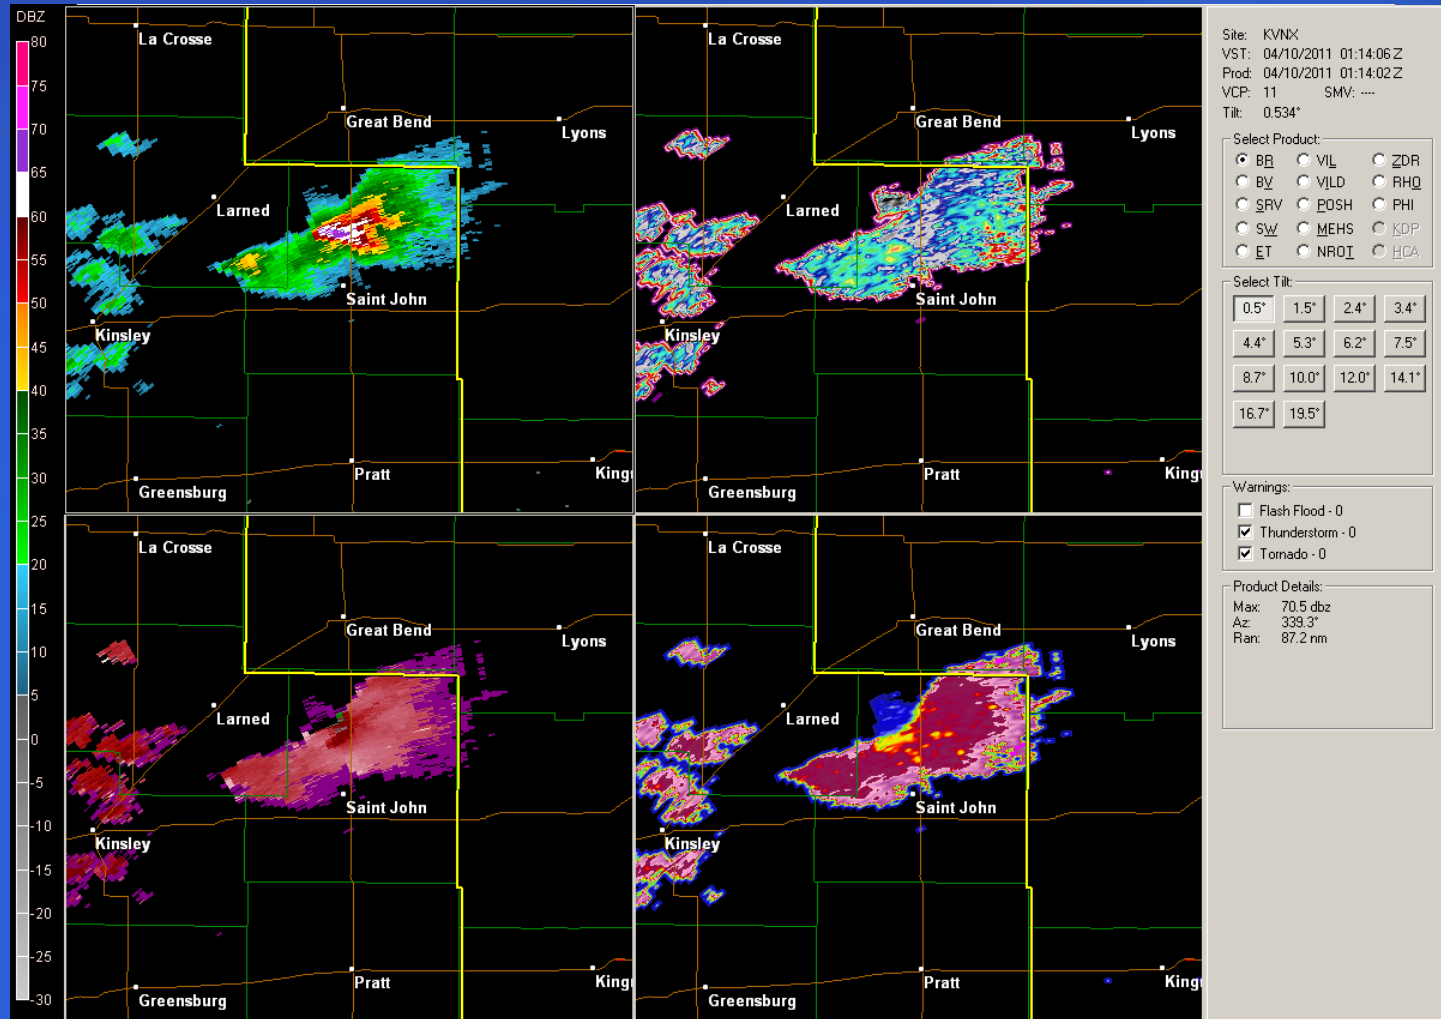 DBZ
80
75
70
65
60
55
50
45
40
35
30
25
20
15
10
5
0
-5
-10
-15
-20
-25
-30
La Crosse
Great Bend
Lyons
Larned
Saint John
Kinsley
Pratt
Greensburg
King
La Crosse
Great Bend
Lyons
Larned
Saint John
Kinsley
Pratt
Greensburg
King
La Crosse
Great Bend
Lyons
Larned
Saint John
Kinsley
Pratt
Greensburg
King
La Crosse
Great Bend
Lyons
Larned
Saint John
Kinsley
Pratt
Greensburg
King
Site: KVNX
VST: 04/10/2011 01:14:06 Z
Prod: 04/10/2011 01:14:02 Z
VCP: 11 SMV: ----
Tilt: 0.534°
Select Product:
BR VIL ZDR
BV VILD RHO
SRV POSH PHI
SW MEHS KDP
ET NROT HCA
Select Tilt:
0.5° 1.5° 2.4° 3.4°
4.4° 5.3° 6.2° 7.5°
8.7° 10.0° 12.0° 14.1°
16.7° 19.5°
Warnings:
Flash Flood - 0
Thunderstorm - 0
Tornado - 0
Product Details:
Max: 70.5 dbz
Az: 339.3°
Ran: 87.2 nm